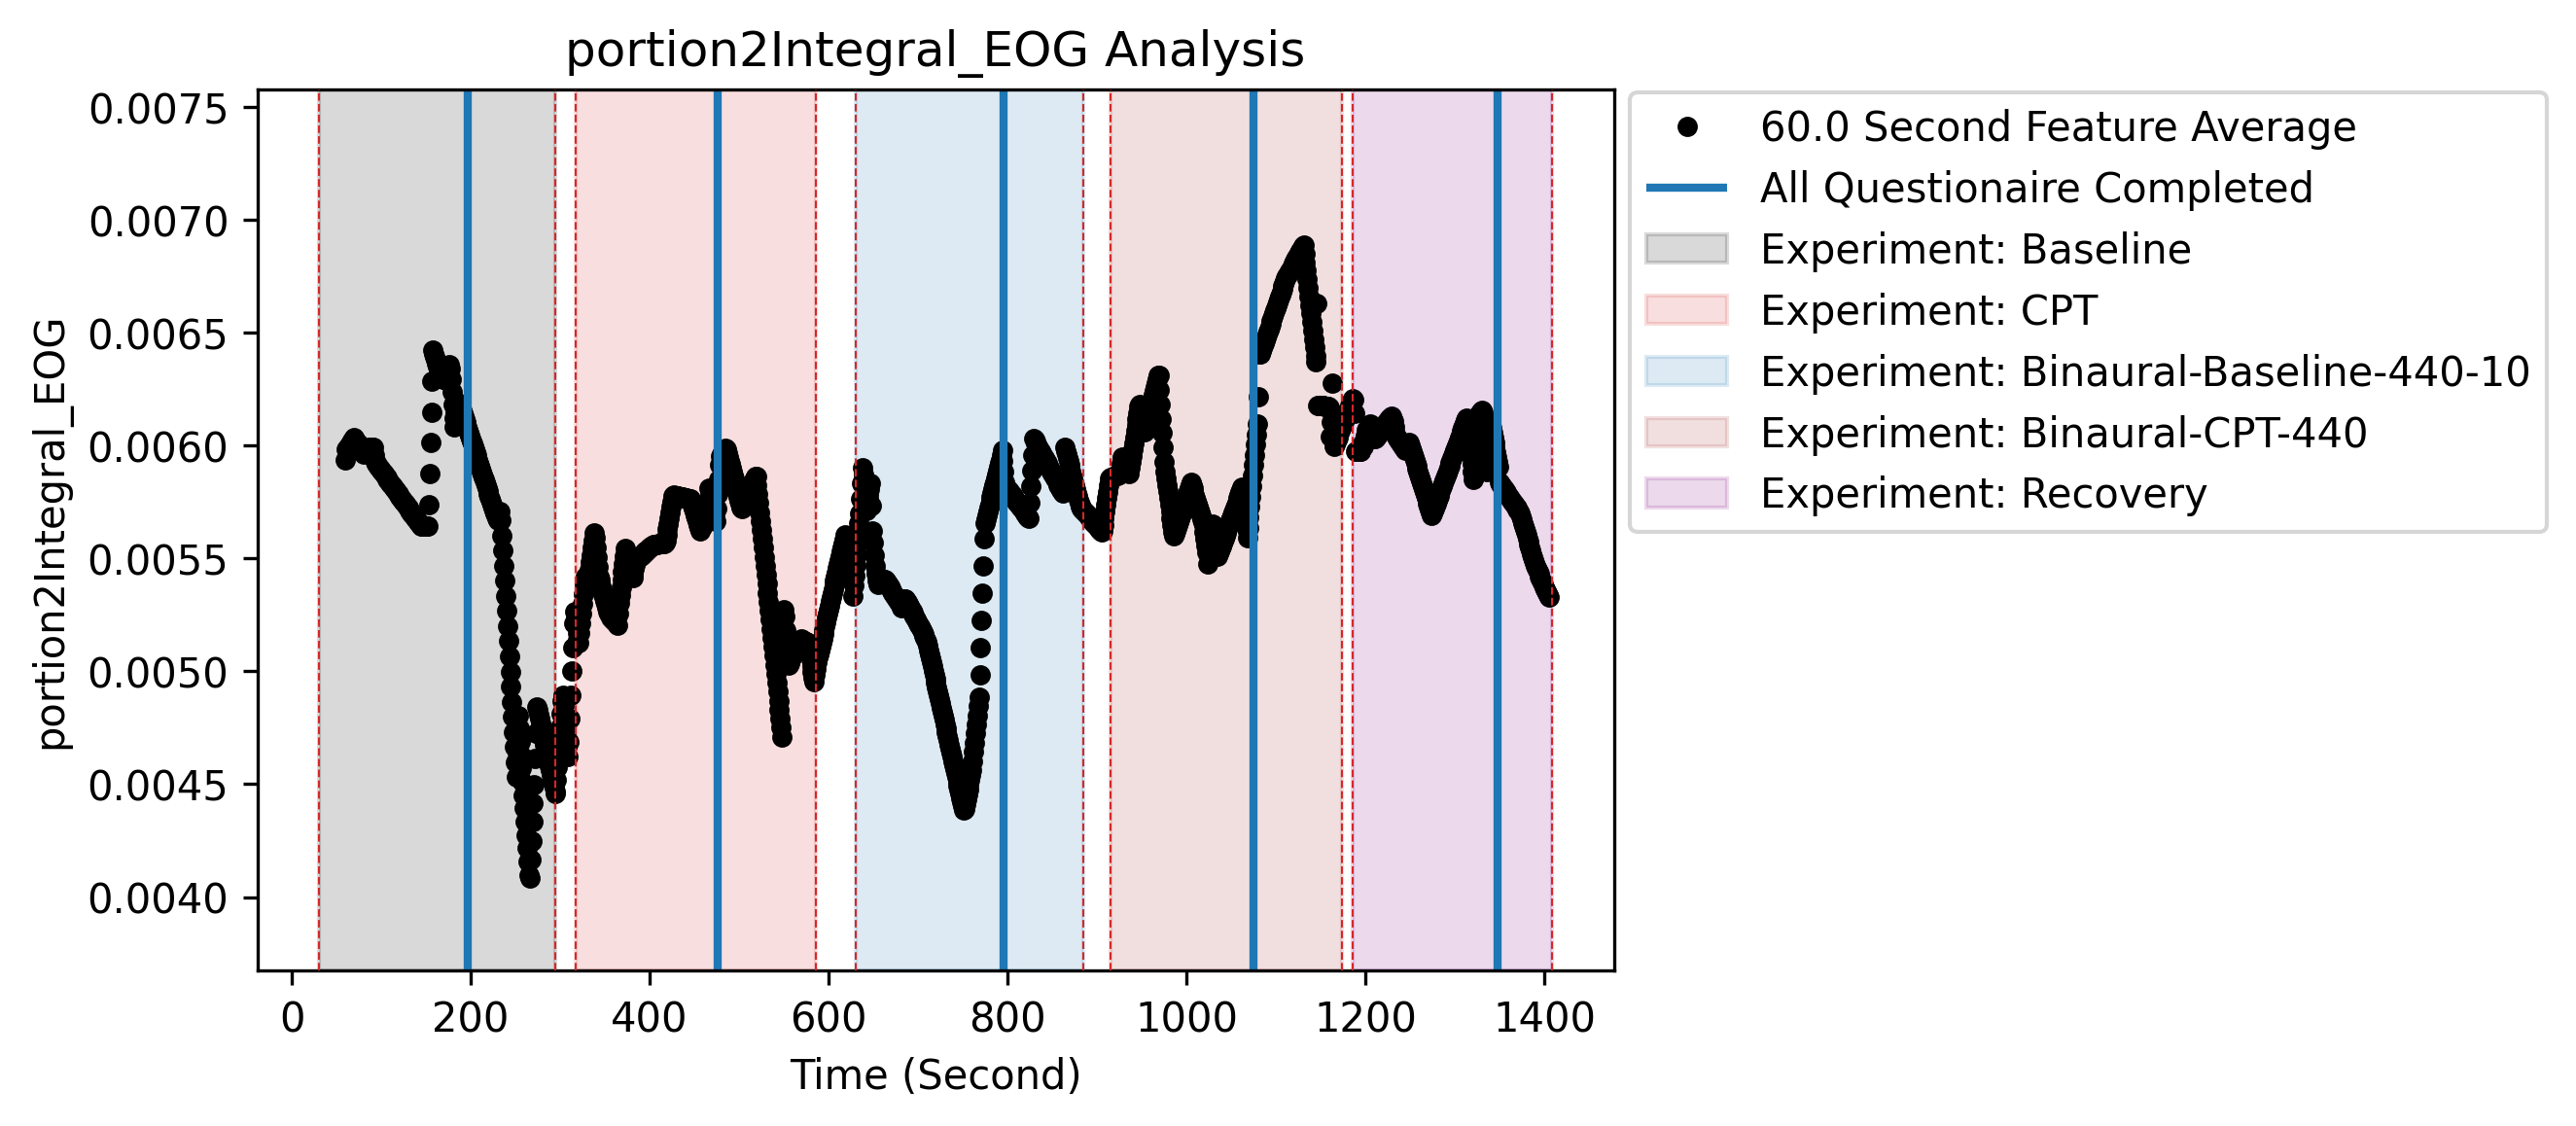 portion2Integral_EOG Analysis
portion2Integral_EOG
0.0075
0.0070
0.0065
0.0060
0.0055
0.0050
0.0045
0.0040
0 200 400 600 800 1000 1200 1400
Time (Second)
60.0 Second Feature Average
All Questionaire Completed
Experiment: Baseline
Experiment: CPT
Experiment: Binaural-Baseline-440-10
Experiment: Binaural-CPT-440
Experiment: Recovery